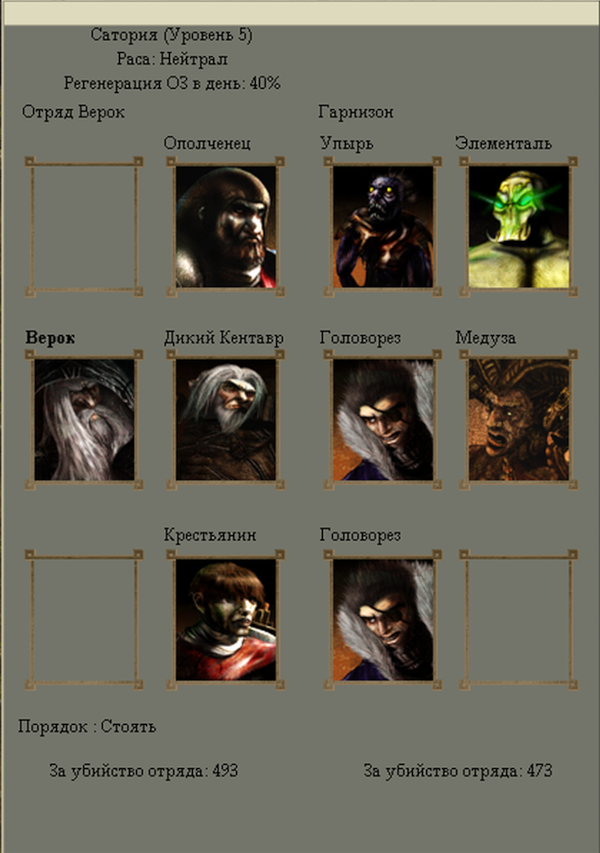 Сатория (Уровень 5)
Раса: Нейтрал
Регенерация ОЗ в день: 40%
Отряд Верок Гарнизон
Ополченец Упырь Элементаль
Верок Дикий Кентавр Головорез Медуза
Крестьянин Головорез
Порядок : Стоять
За убийство отряда: 493 За убийство отряда: 473